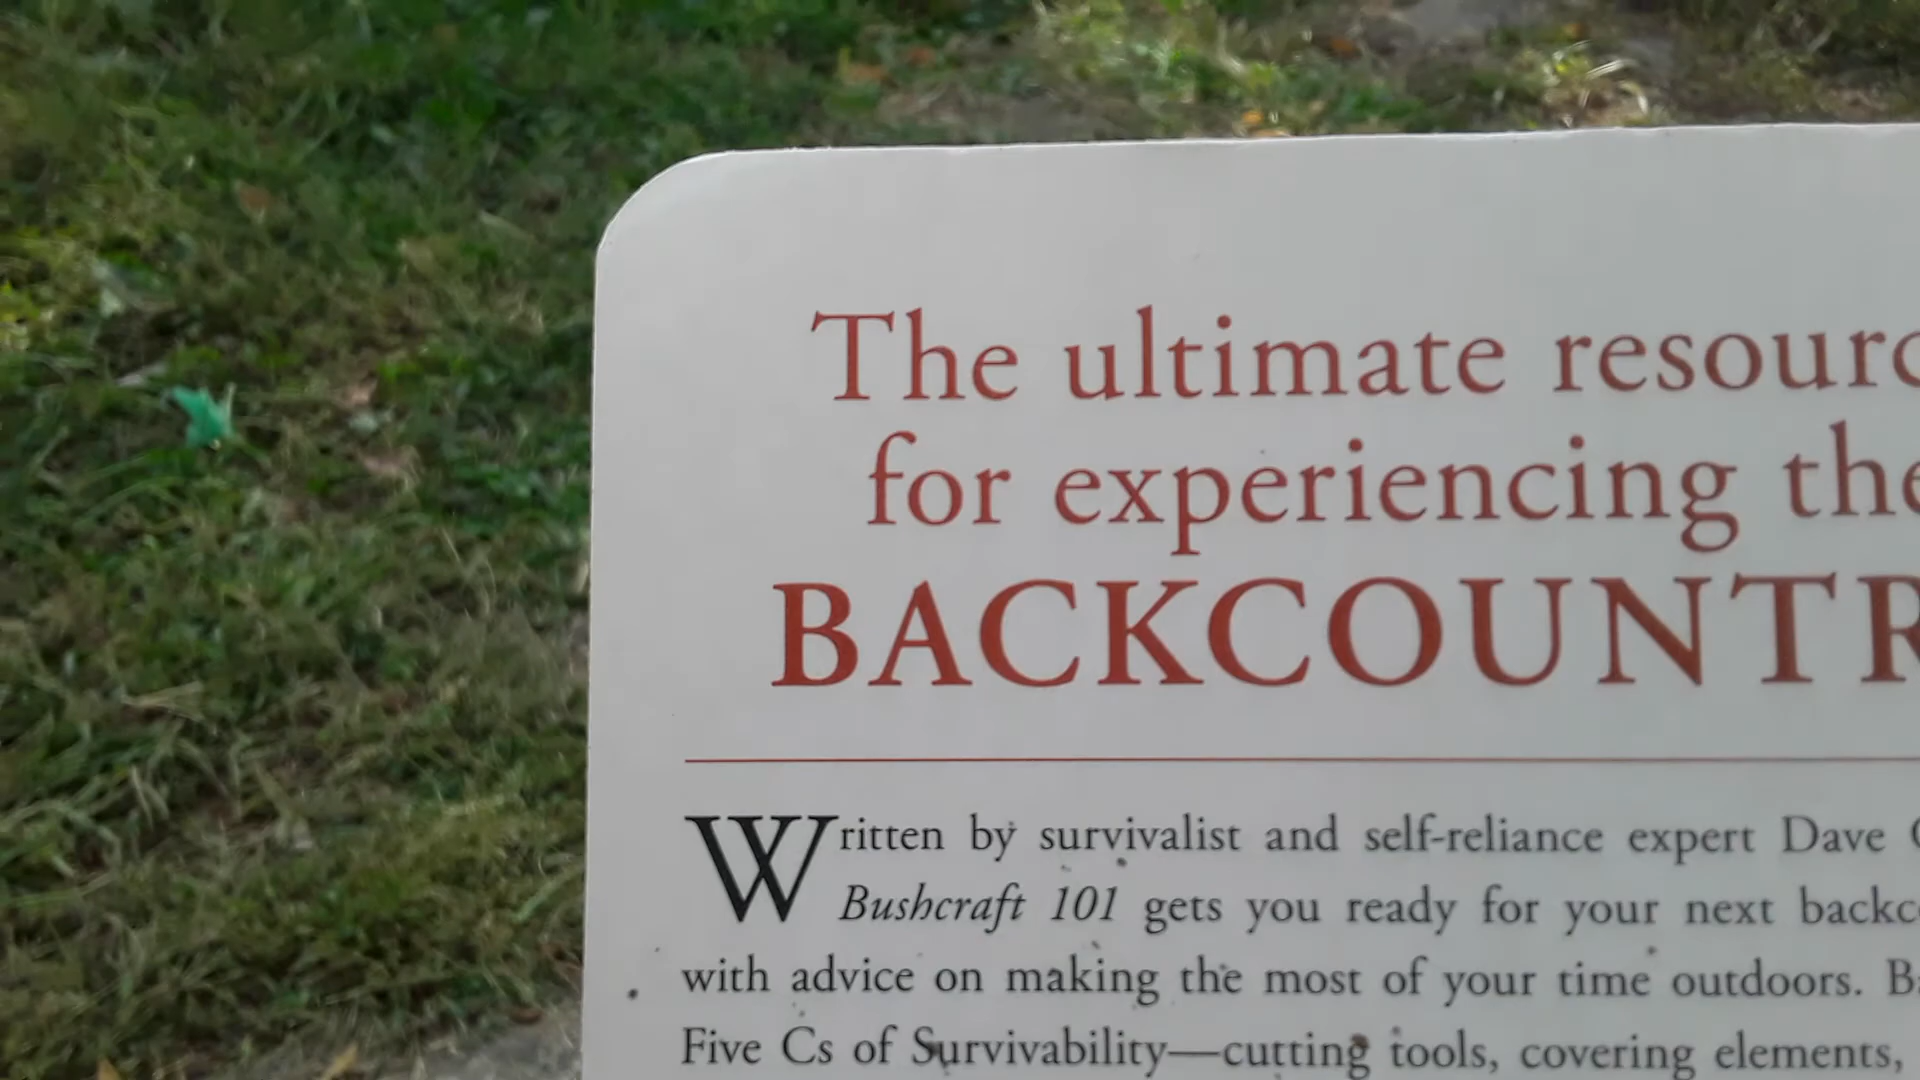 The ultimate resourc
for experiencing the
BACKCOUNTR
Written by survivalist and self-reliance expert Dave
Bushcraft 101 gets you ready for your next backc
with advice on making the most of your time outdoors. B
Five Cs of Survivability—cutting tools, covering elements,